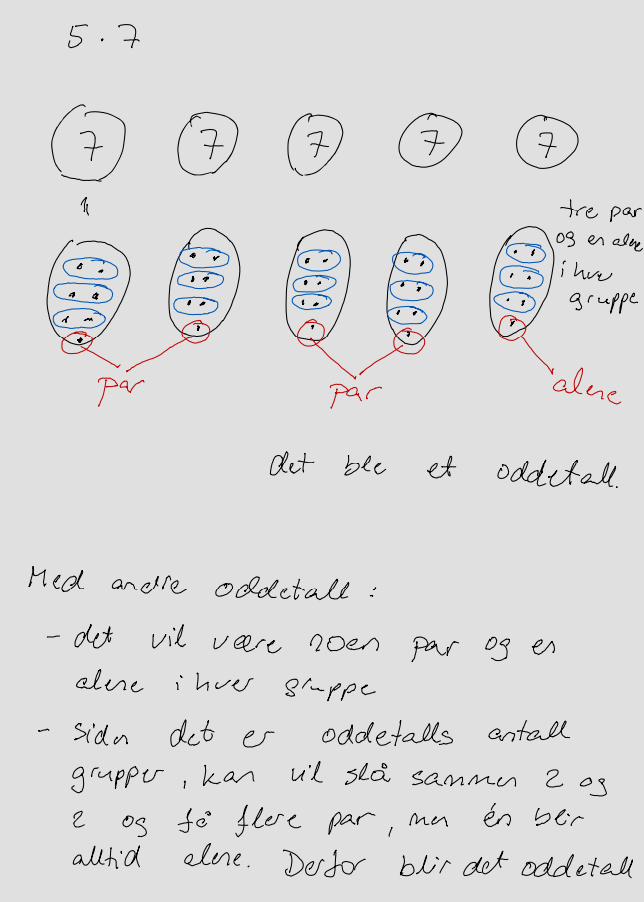 5 · 7
7 7 7 7 7
tre par
og en alene
i hver
gruppe
par par alene
det ble et oddetall.
Med andre oddetall :
- det vil være noen par og en
alene i hver gruppe
- siden det er oddetalls antall
grupper, kan vil slå sammen 2 og
2 og få flere par, men én blir
alltid alene. Derfor blir det oddetall